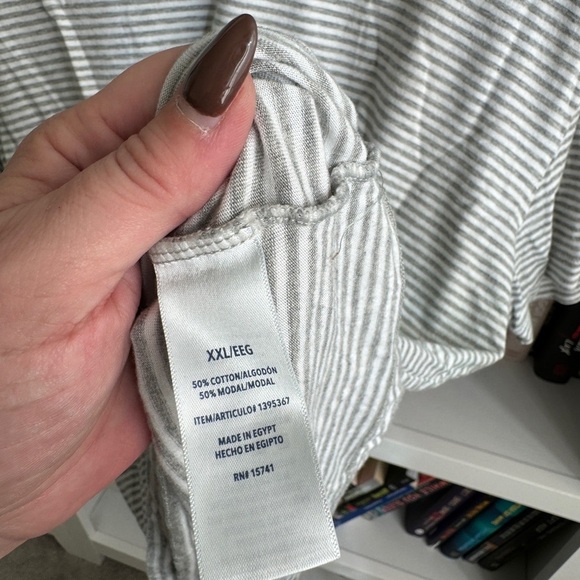 XXL/EEG
50% COTTON/ALGODÓN
50% MODAL/MODAL
ITEM/ARTICULO# 1395367
MADE IN EGYPT
HECHO EN EGIPTO
RN# 15741